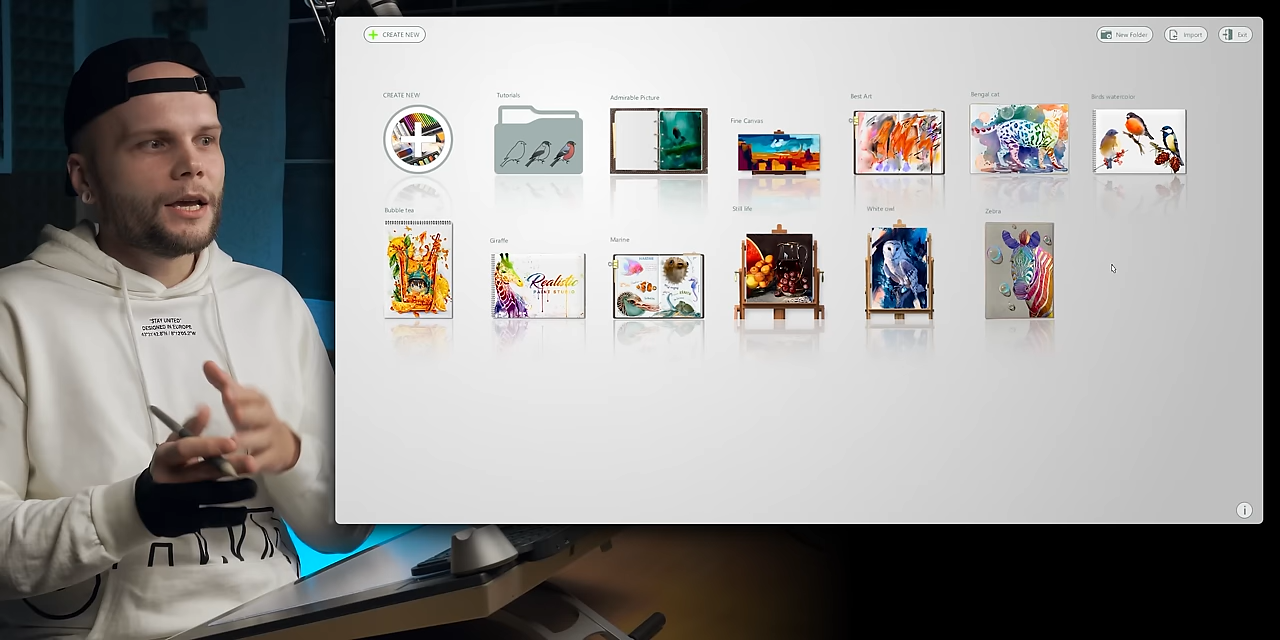 CREATE NEW
New Folder
Import
Exit
CREATE NEW
Tutorials
Admirable Picture
Fine Canvas
Best Art
Bengal cat
Birds watercolor
Bubble tea
Giraffe
Marine
Still life
White owl
Zebra
Realistic
PAINT STUDIO
"STAY UNITED"
DESIGNED IN EUROPE
i